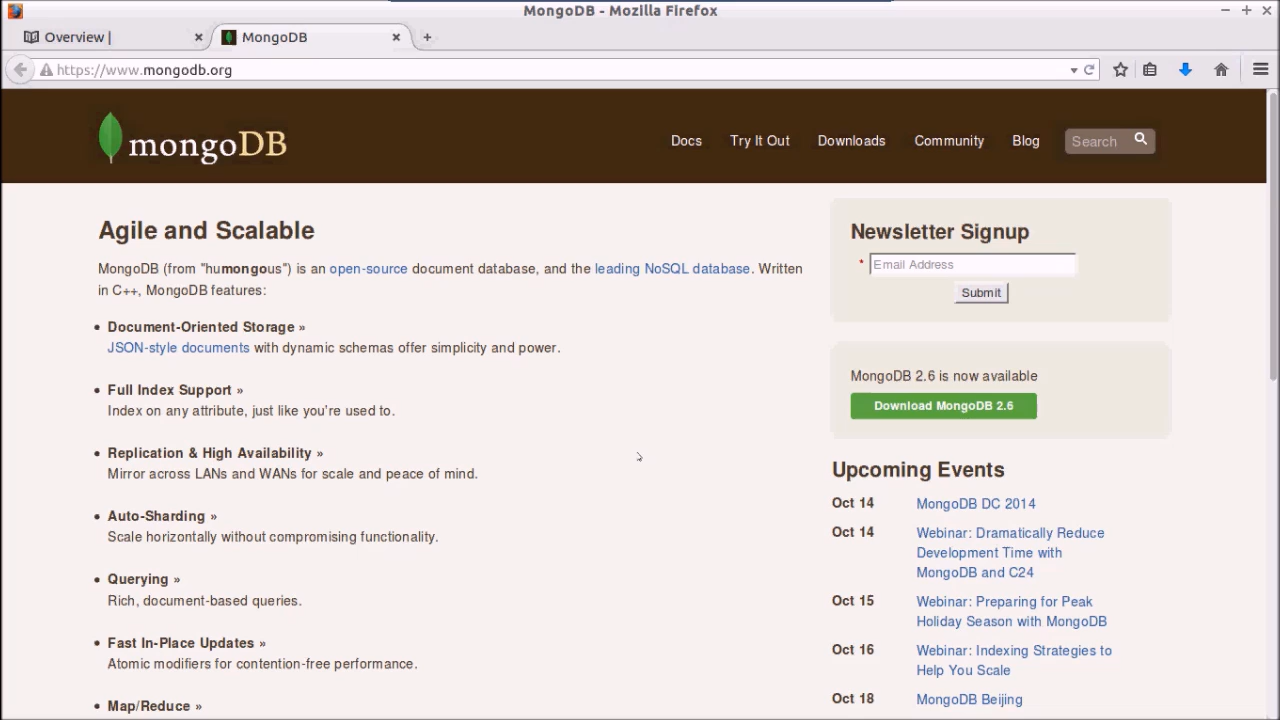 MongoDB - Mozilla Firefox
Overview |
MongoDB
https://www.mongodb.org
mongoDB
Docs Try It Out Downloads Community Blog Search
Agile and Scalable
MongoDB (from "humongous") is an open-source document database, and the leading NoSQL database. Written
in C++, MongoDB features:
• Document-Oriented Storage »
JSON-style documents with dynamic schemas offer simplicity and power.
• Full Index Support »
Index on any attribute, just like you're used to.
• Replication & High Availability »
Mirror across LANs and WANs for scale and peace of mind.
• Auto-Sharding »
Scale horizontally without compromising functionality.
• Querying »
Rich, document-based queries.
• Fast In-Place Updates »
Atomic modifiers for contention-free performance.
• Map/Reduce »
Newsletter Signup
* Email Address
Submit
MongoDB 2.6 is now available
Download MongoDB 2.6
Upcoming Events
Oct 14 MongoDB DC 2014
Oct 14 Webinar: Dramatically Reduce
Development Time with
MongoDB and C24
Oct 15 Webinar: Preparing for Peak
Holiday Season with MongoDB
Oct 16 Webinar: Indexing Strategies to
Help You Scale
Oct 18 MongoDB Beijing